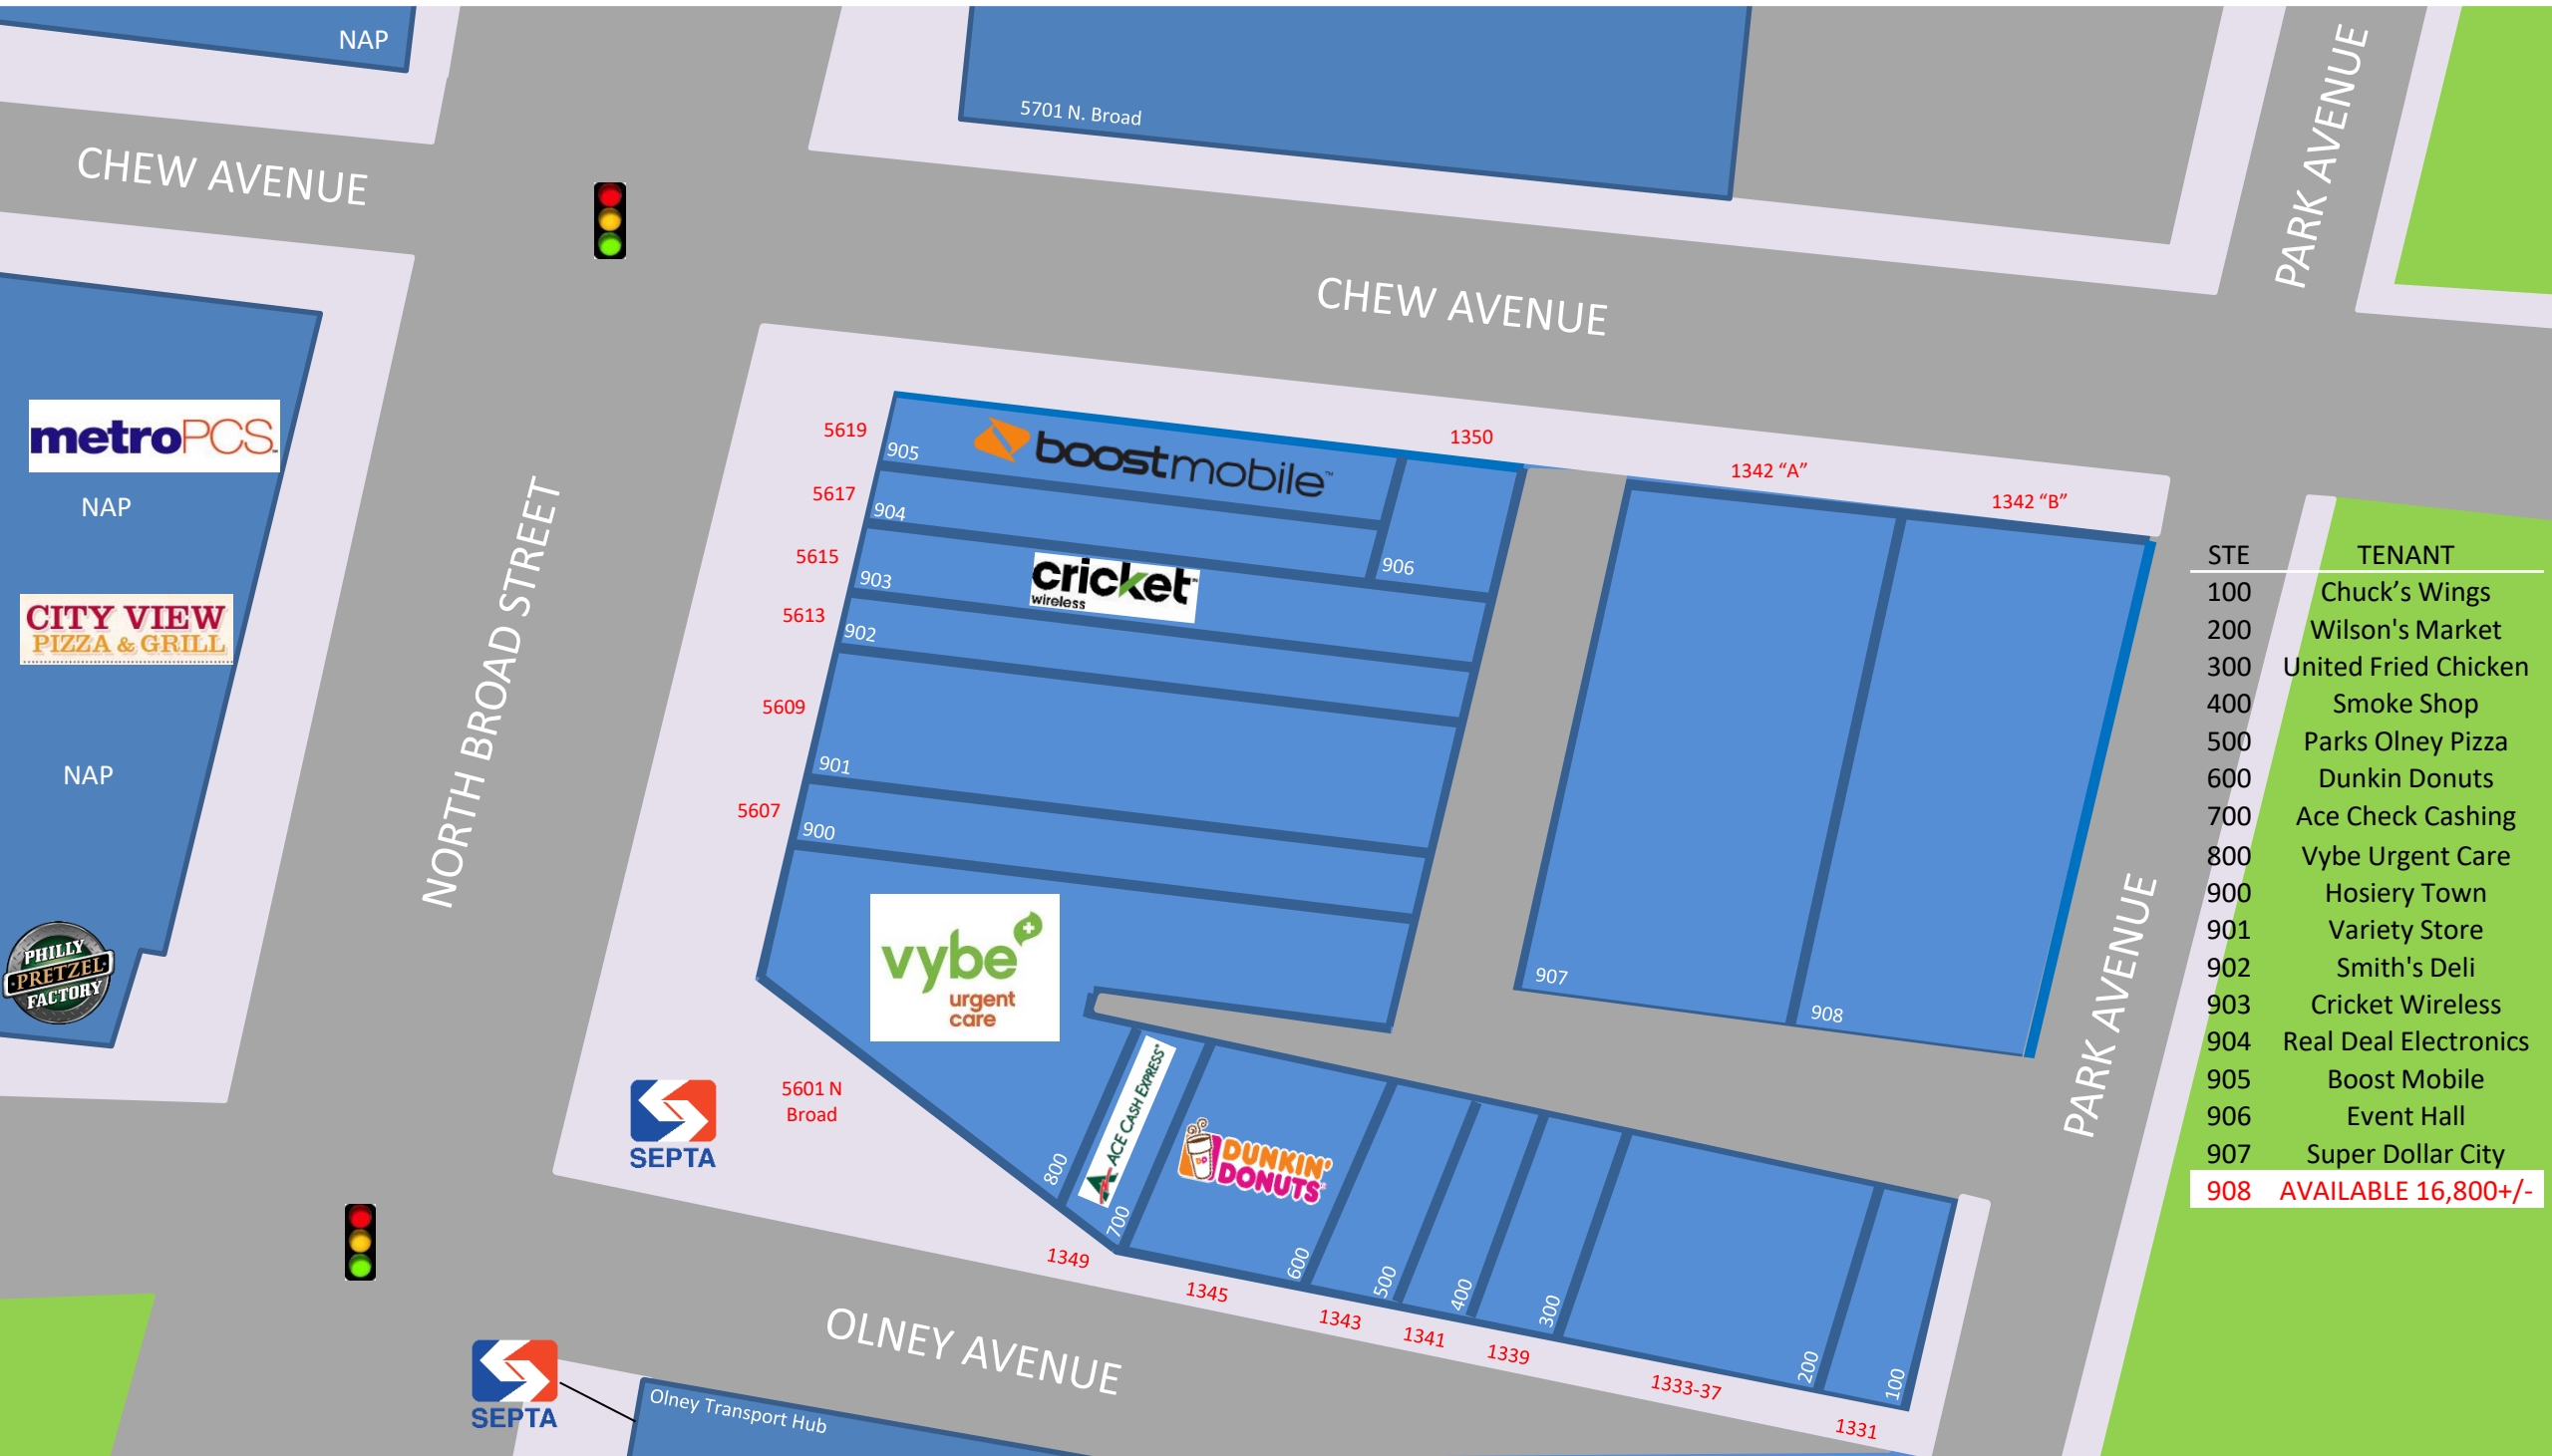 NAP
5701 N. Broad
PARK AVENUE
CHEW AVENUE
CHEW AVENUE
metroPCS.
NAP
CITY VIEW
PIZZA & GRILL
NAP
PHILLY
PRETZEL
FACTORY
NORTH BROAD STREET
5619
5617
5615
5613
5609
5607
5601 N
Broad
1350
1342 “A”
1342 “B”
905
boostmobile™
904
903
cricket
wireless
906
902
901
900
vybe
urgent
care
907
908
PARK AVENUE
800
ACE CASH EXPRESS
700
DUNKIN'
DONUTS
600
500
400
300
200
100
1349
1345
1343
1341
1339
1333-37
1331
SEPTA
OLNEY AVENUE
SEPTA
Olney Transport Hub
STE TENANT
100 Chuck’s Wings
200 Wilson's Market
300 United Fried Chicken
400 Smoke Shop
500 Parks Olney Pizza
600 Dunkin Donuts
700 Ace Check Cashing
800 Vybe Urgent Care
900 Hosiery Town
901 Variety Store
902 Smith's Deli
903 Cricket Wireless
904 Real Deal Electronics
905 Boost Mobile
906 Event Hall
907 Super Dollar City
908 AVAILABLE 16,800+/-